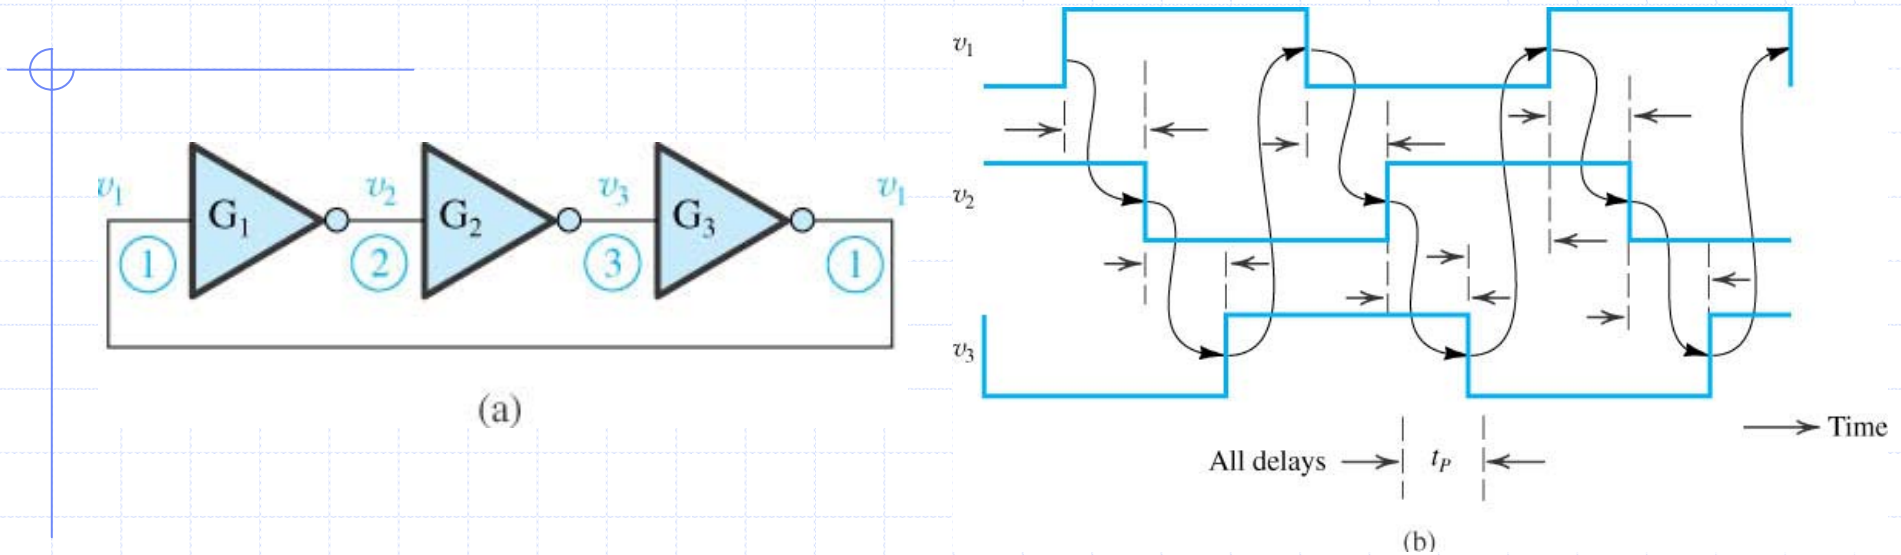 v1 G1 v2 G2 v3 G3 v1
1 2 3 1
(a)
v1
v2
v3
Time
All delays tP
(b)